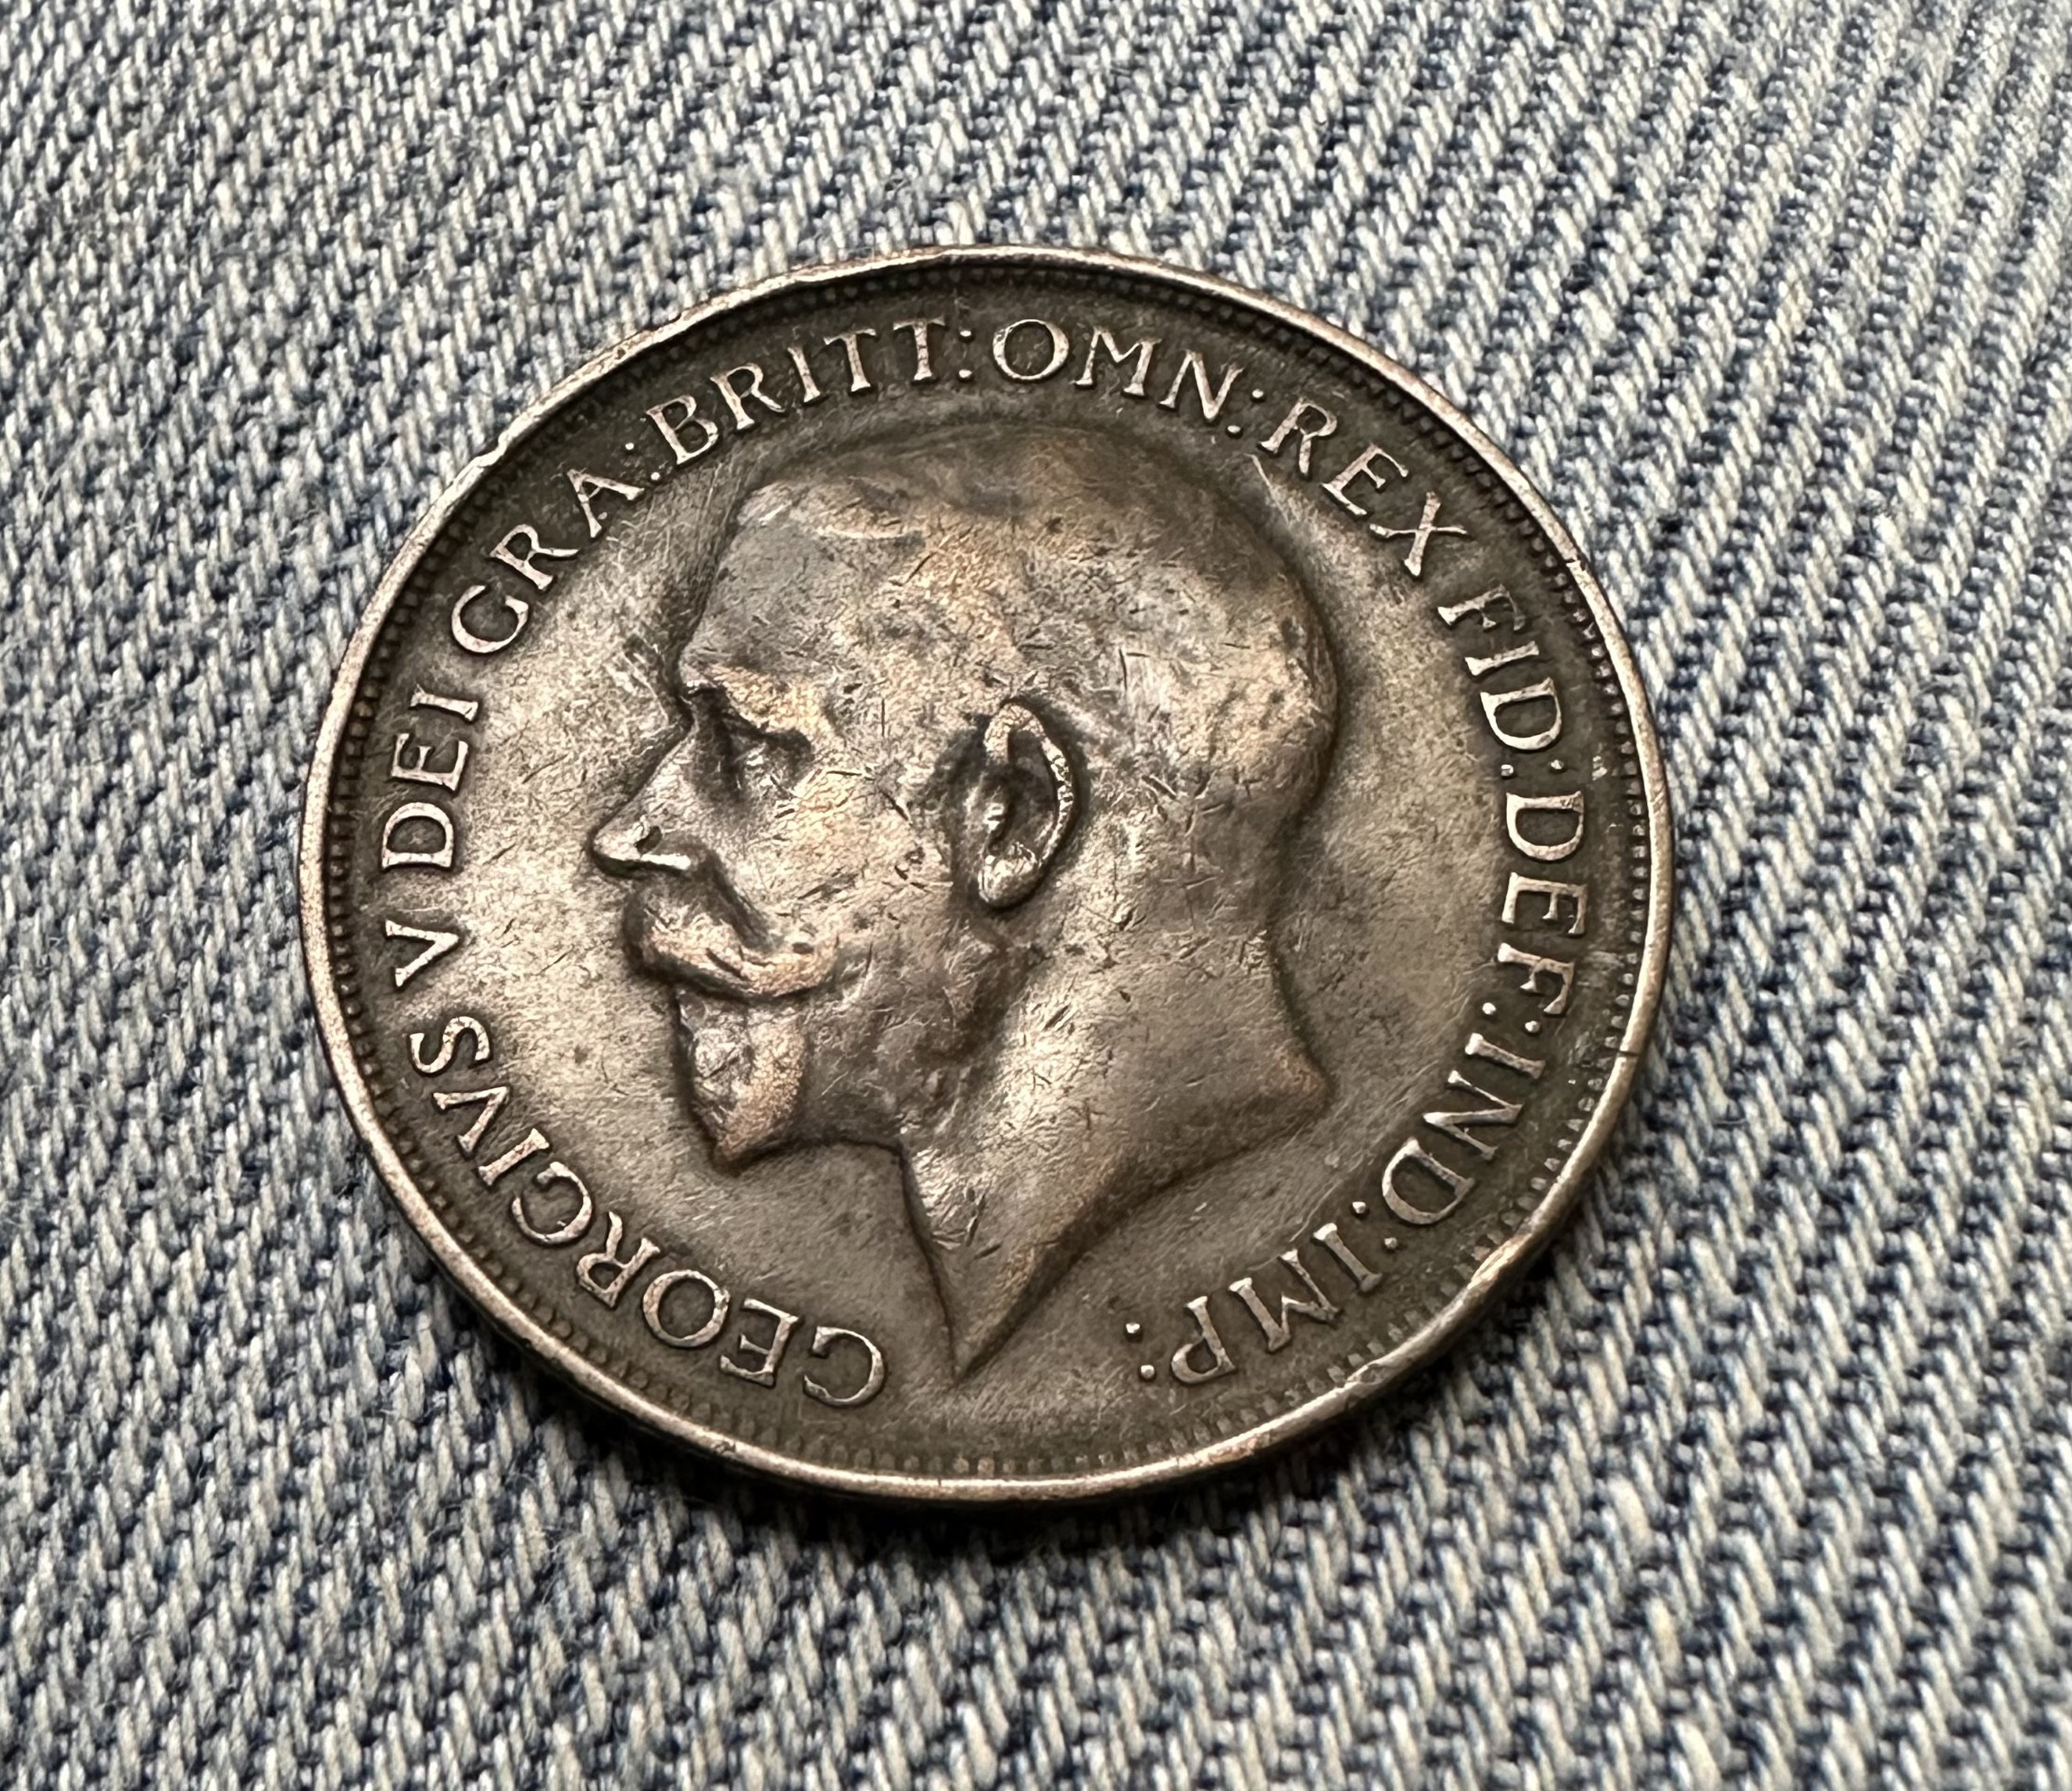 GEORGIVS V DEI GRA: BRITT: OMN: REX FID: DEF: IND: IMP: